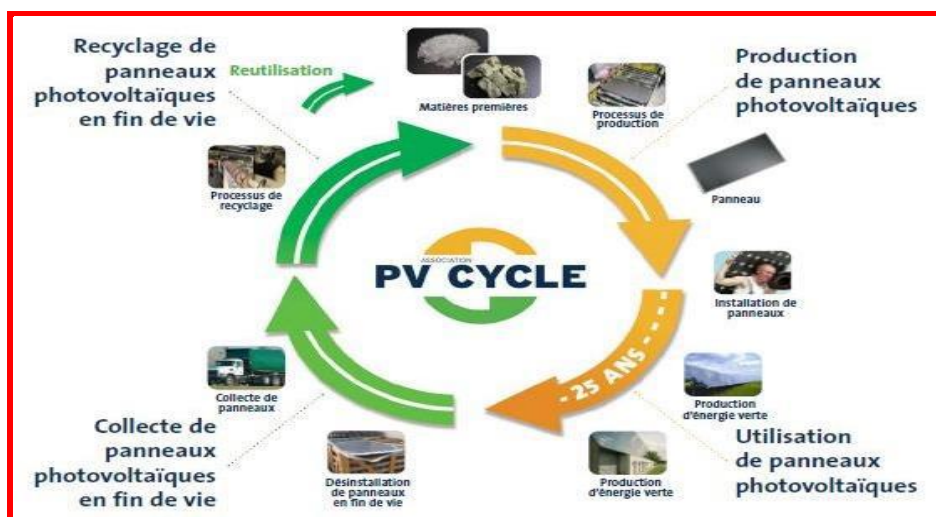 Recyclage de
panneaux
photovoltaïques
en fin de vie
Reutilisation
Matières premières
Processus de
production
Production
de panneaux
photovoltaïques
Panneau
Processus de
recyclage
ASSOCIATION
PV CYCLE
Installation de
panneaux
- 25 ANS -
Collecte de
panneaux
Production
d'énergie verte
Collecte de
panneaux
photovoltaïques
en fin de vie
Désinstallation
de panneaux
en fin de vie
Production
d'énergie verte
Utilisation
de panneaux
photovoltaïques